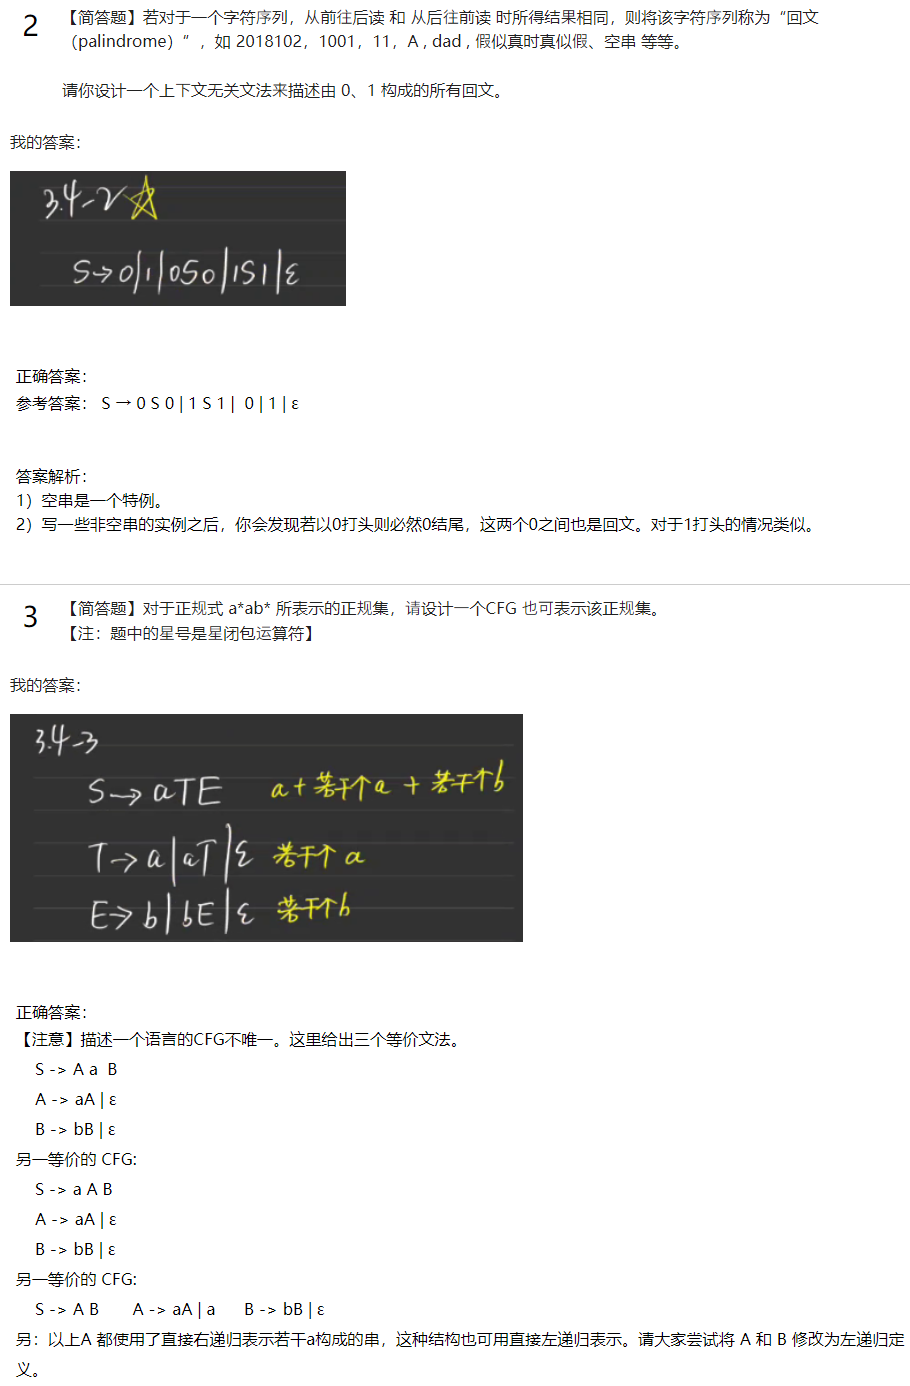 2
【简答题】若对于一个字符序列，从前往后读 和 从后往前读 时所得结果相同，则将该字符序列称为“回文
（palindrome）“ ，如 2018102，1001，11，A , dad , 假似真时真似假、空串 等等。
请你设计一个上下文无关文法来描述由 0、1 构成的所有回文。
我的答案：
3.4-2☆
S→0|1|0S0|1S1|ε
正确答案：
参考答案： S → 0 S 0 | 1 S 1 | 0 | 1 | ε
答案解析：
1）空串是一个特例。
2）写一些非空串的实例之后，你会发现若以0打头则必然0结尾，这两个0之间也是回文。对于1打头的情况类似。
3
【简答题】对于正规式 a*ab* 所表示的正规集，请设计一个CFG 也可表示该正规集。
【注：题中的星号是星闭包运算符】
我的答案：
3.4-3
S→aTE a+若干个a+若干个b
T→a|aT|ε 若干个a
E→b|bE|ε 若干个b
正确答案：
【注意】描述一个语言的CFG不唯一。这里给出三个等价文法。
S -> A a B
A -> aA | ε
B -> bB | ε
另一等价的 CFG:
S -> a A B
A -> aA | ε
B -> bB | ε
另一等价的 CFG:
S -> A B A -> aA | a B -> bB | ε
另：以上A 都使用了直接右递归表示若干a构成的串，这种结构也可用直接左递归表示。请大家尝试将 A 和 B 修改为左递归定
义。